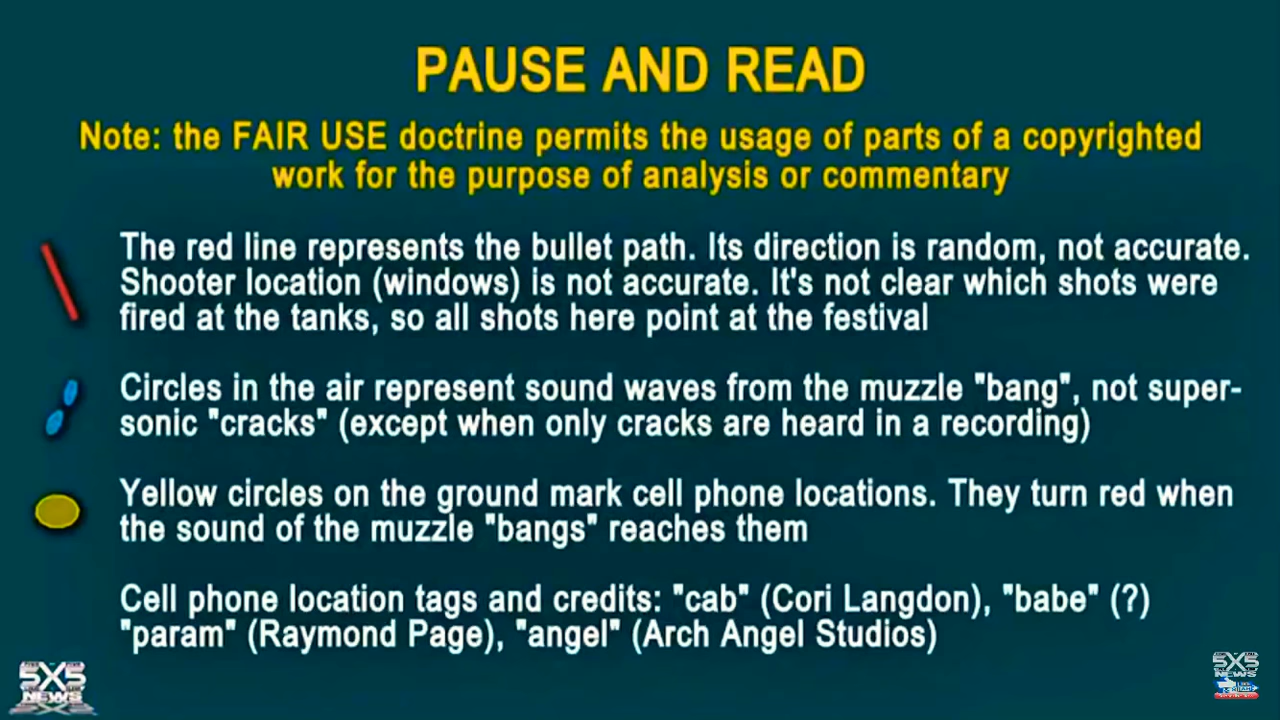 PAUSE AND READ
Note: the FAIR USE doctrine permits the usage of parts of a copyrighted
work for the purpose of analysis or commentary
The red line represents the bullet path. Its direction is random, not accurate.
Shooter location (windows) is not accurate. It's not clear which shots were
fired at the tanks, so all shots here point at the festival
Circles in the air represent sound waves from the muzzle "bang", not super-
sonic "cracks" (except when only cracks are heard in a recording)
Yellow circles on the ground mark cell phone locations. They turn red when
the sound of the muzzle "bangs" reaches them
Cell phone location tags and credits: "cab" (Cori Langdon), "babe" (?)
"param" (Raymond Page), "angel" (Arch Angel Studios)
5X5
NEWS
5X5
NEWS